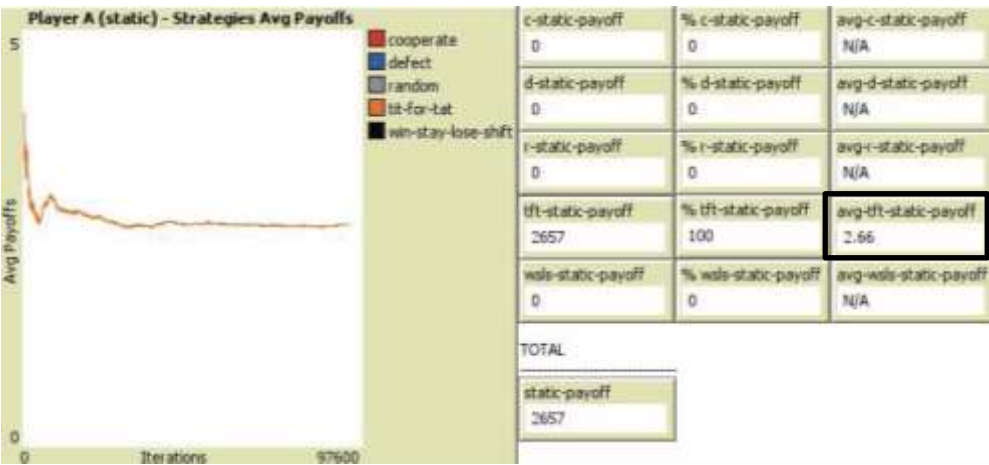 Player A (static) - Strategies Avg Payoffs
5
cooperate
defect
random
tit-for-tat
win-stay-lose-shift
Avg Payoffs
0
0 Iterations 97600
c-static-payoff % c-static-payoff avg-c-static-payoff
0 0 N/A
d-static-payoff % d-static-payoff avg-d-static-payoff
0 0 N/A
r-static-payoff % r-static-payoff avg-r-static-payoff
0 0 N/A
tft-static-payoff % tft-static-payoff avg-tft-static-payoff
2657 100 2.66
wsls-static-payoff % wsls-static-payoff avg-wsls-static-payoff
0 0 N/A
TOTAL
static-payoff
2657